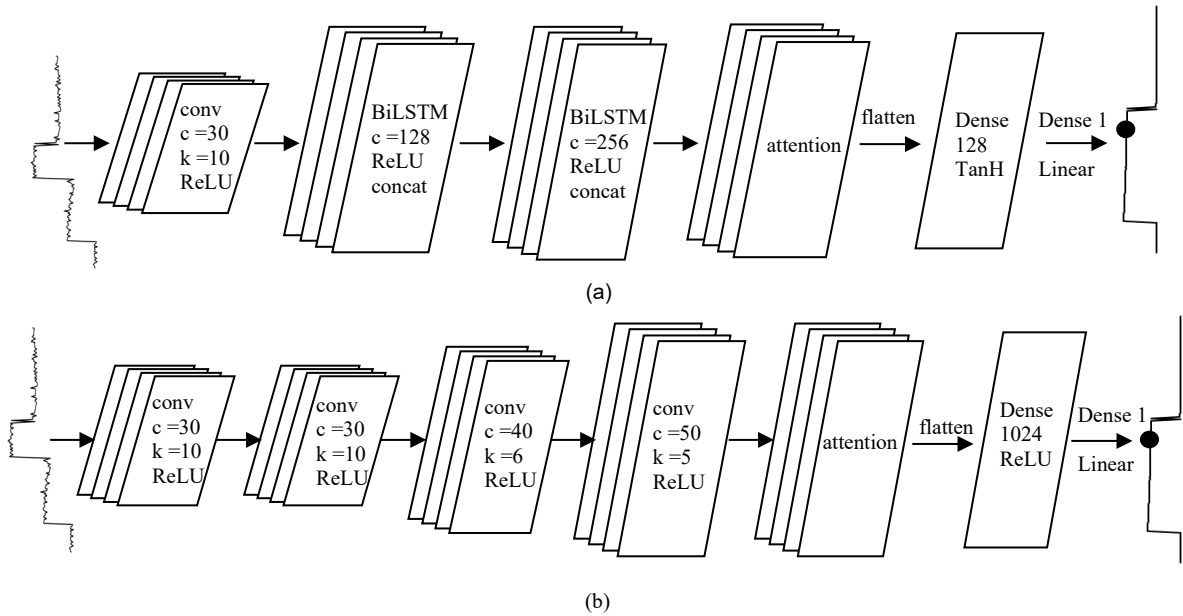 conv
c =30
k =10
ReLU
BiLSTM
c =128
ReLU
concat
BiLSTM
c =256
ReLU
concat
attention
flatten
Dense
128
TanH
Dense 1
Linear
(a)
conv
c =30
k =10
ReLU
conv
c =30
k =10
ReLU
conv
c =40
k =6
ReLU
conv
c =50
k =5
ReLU
attention
flatten
Dense
1024
ReLU
Dense 1
Linear
(b)